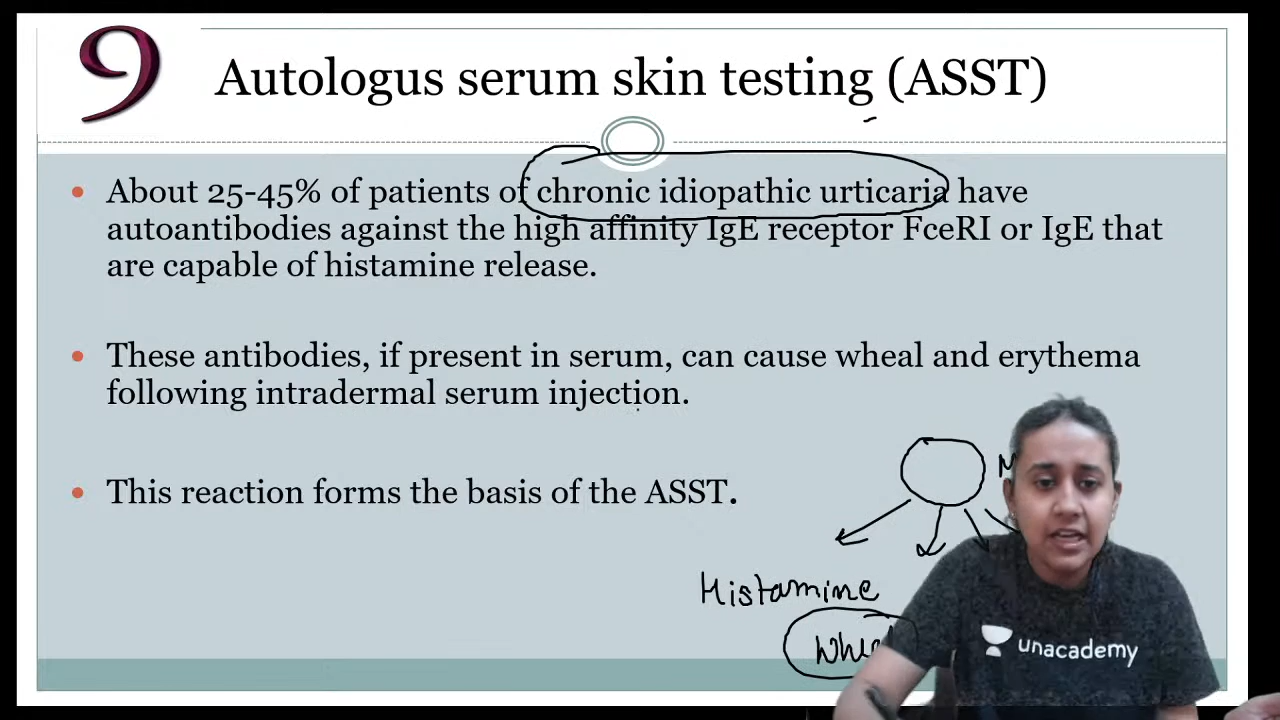 9
Autologus serum skin testing (ASST)
• About 25-45% of patients of chronic idiopathic urticaria have
autoantibodies against the high affinity IgE receptor FceRI or IgE that
are capable of histamine release.
• These antibodies, if present in serum, can cause wheal and erythema
following intradermal serum injection.
• This reaction forms the basis of the ASST.
Histamine
unacademy